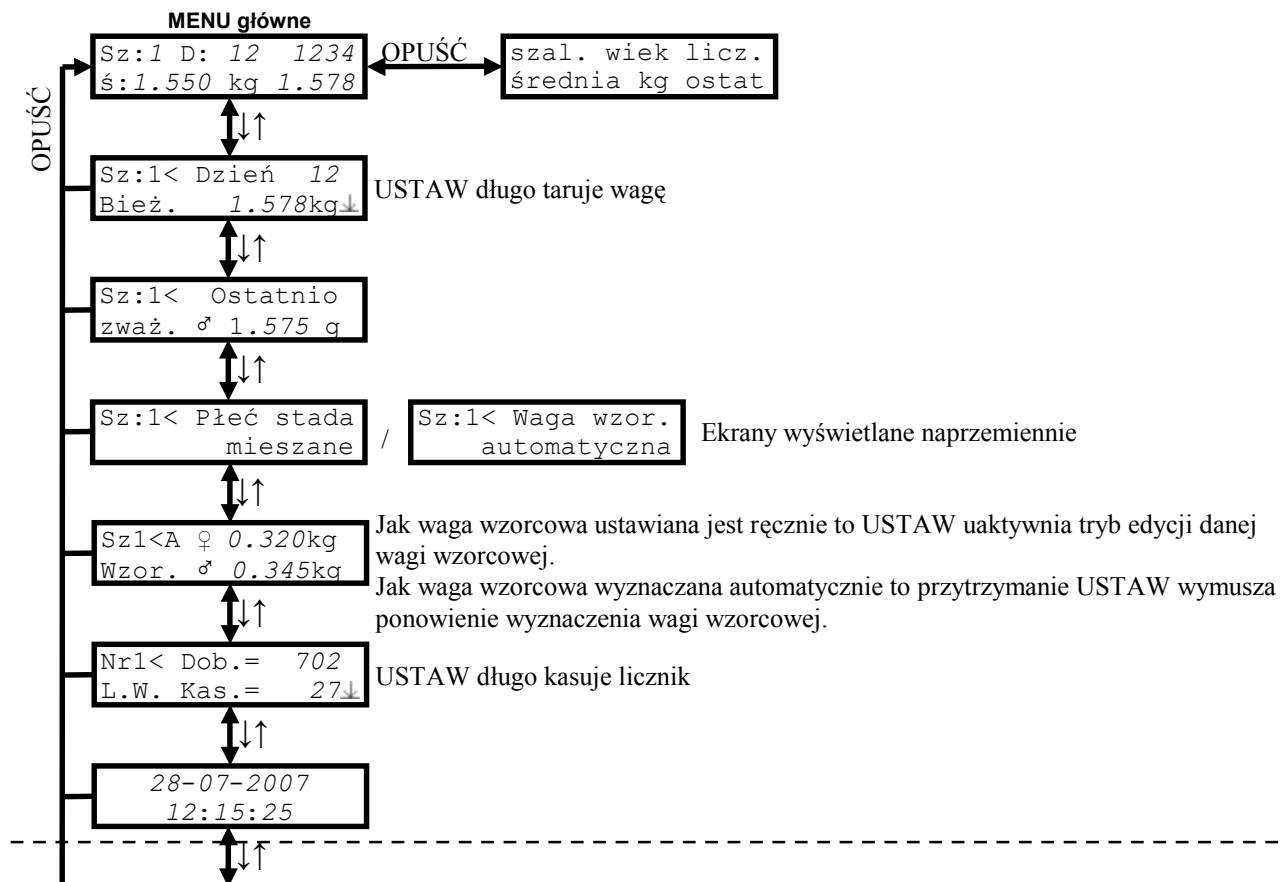 MENU główne
Sz:1 D: 12 1234
ś:1.550 kg 1.578
OPUŚĆ
szal. wiek licz.
średnia kg ostat
OPUŚĆ
↓↑
Sz:1< Dzień 12
Bież. 1.578kg⤓
USTAW długo taruje wagę
↓↑
Sz:1< Ostatnio
zważ. ♂ 1.575 g
↓↑
Sz:1< Płeć stada
mieszane
/
Sz:1< Waga wzor.
automatyczna
Ekrany wyświetlane naprzemiennie
↓↑
Sz1<A ♀ 0.320kg
Wzor. ♂ 0.345kg
Jak waga wzorcowa ustawiana jest ręcznie to USTAW uaktywnia tryb edycji danej
wagi wzorcowej.
Jak waga wzorcowa wyznaczana automatycznie to przytrzymanie USTAW wymusza
ponowienie wyznaczenia wagi wzorcowej.
↓↑
Nr1< Dob.= 702
L.W. Kas.= 27⤓
USTAW długo kasuje licznik
↓↑
28-07-2007
12:15:25
↓↑